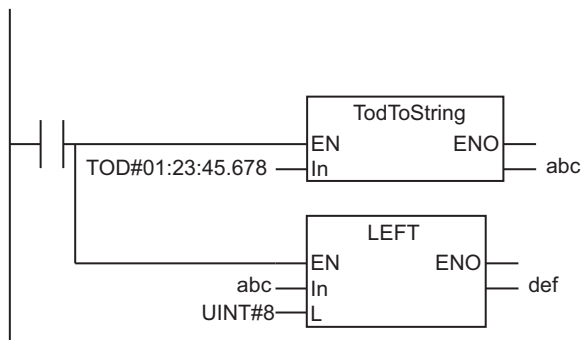 TodToString
EN ENO
TOD#01:23:45.678 In abc
LEFT
EN ENO
abc In def
UINT#8 L